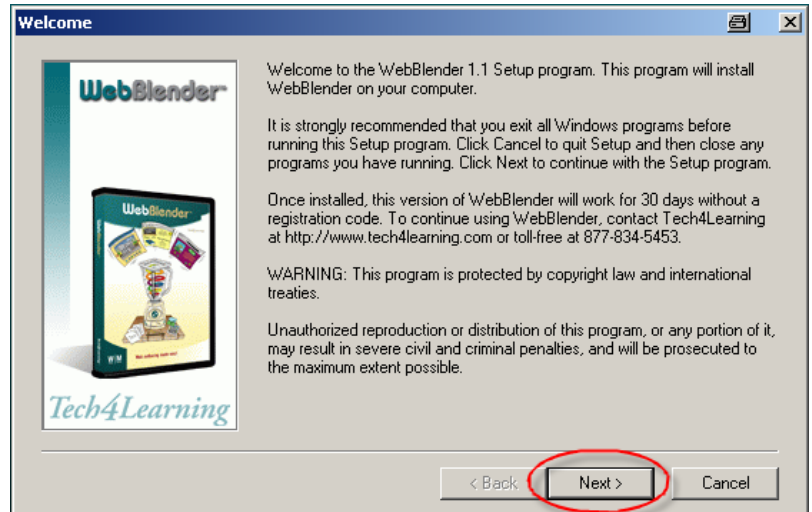 Welcome
WebBlender™
Welcome to the WebBlender 1.1 Setup program. This program will install
WebBlender on your computer.
It is strongly recommended that you exit all Windows programs before
running this Setup program. Click Cancel to quit Setup and then close any
programs you have running. Click Next to continue with the Setup program.
Once installed, this version of WebBlender will work for 30 days without a
registration code. To continue using WebBlender, contact Tech4Learning
at http://www.tech4learning.com or toll-free at 877-834-5453.
WARNING: This program is protected by copyright law and international
treaties.
Unauthorized reproduction or distribution of this program, or any portion of it,
may result in severe civil and criminal penalties, and will be prosecuted to
the maximum extent possible.
WebBlender
WebBlender
Tech4Learning
< Back
Next >
Cancel